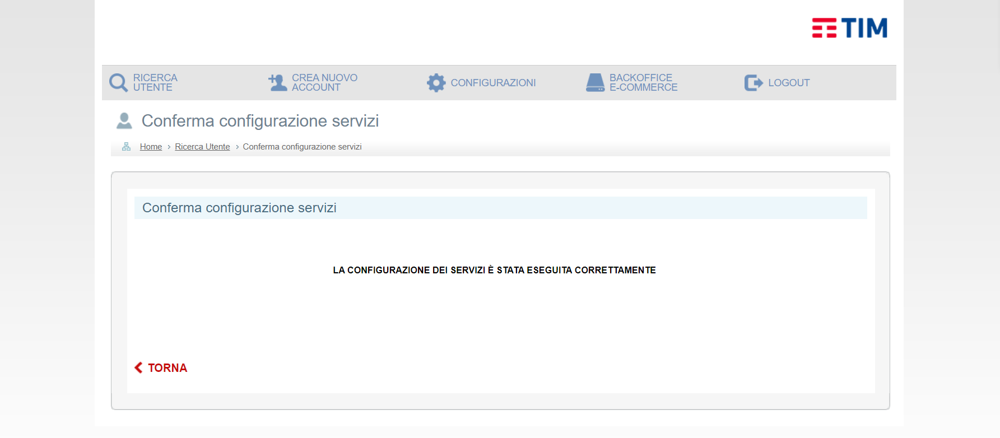 TIM
RICERCA
UTENTE
CREA NUOVO
ACCOUNT
CONFIGURAZIONI
BACKOFFICE
E-COMMERCE
LOGOUT
Conferma configurazione servizi
Home › Ricerca Utente › Conferma configurazione servizi
Conferma configurazione servizi
LA CONFIGURAZIONE DEI SERVIZI È STATA ESEGUITA CORRETTAMENTE
TORNA